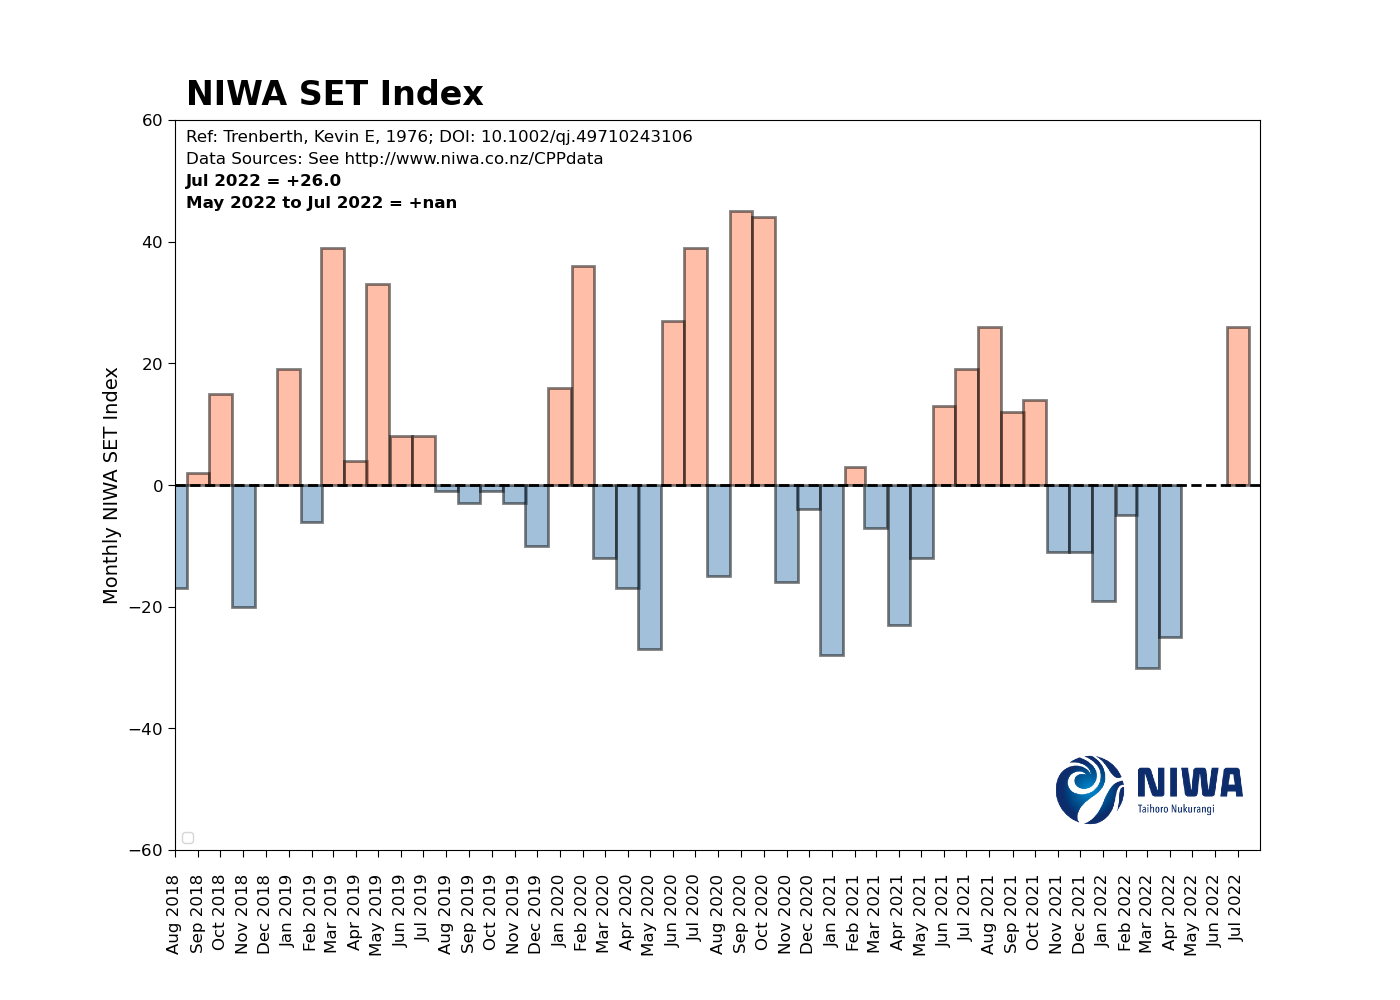 NIWA SET Index
Ref: Trenberth, Kevin E, 1976; DOI: 10.1002/qj.49710243106
Data Sources: See http://www.niwa.co.nz/CPPdata
Jul 2022 = +26.0
May 2022 to Jul 2022 = +nan
Monthly NIWA SET Index
60
40
20
0
−20
−40
−60
NIWA
Taihoro Nukurangi
Aug 2018
Sep 2018
Oct 2018
Nov 2018
Dec 2018
Jan 2019
Feb 2019
Mar 2019
Apr 2019
May 2019
Jun 2019
Jul 2019
Aug 2019
Sep 2019
Oct 2019
Nov 2019
Dec 2019
Jan 2020
Feb 2020
Mar 2020
Apr 2020
May 2020
Jun 2020
Jul 2020
Aug 2020
Sep 2020
Oct 2020
Nov 2020
Dec 2020
Jan 2021
Feb 2021
Mar 2021
Apr 2021
May 2021
Jun 2021
Jul 2021
Aug 2021
Sep 2021
Oct 2021
Nov 2021
Dec 2021
Jan 2022
Feb 2022
Mar 2022
Apr 2022
May 2022
Jun 2022
Jul 2022